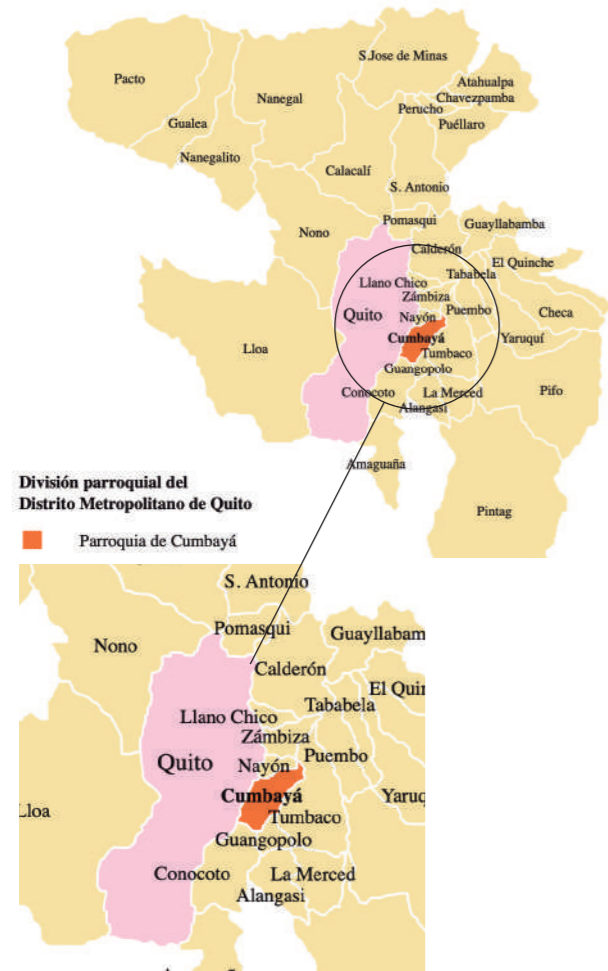 S.Jose de Minas
Pacto
Atahualpa
Nanegal
Chavezpamba
Perucho
Gualea
Puéllaro
Nanegalito
Calacalí
S. Antonio
Pomasqui
Guayllabamba
Nono
Calderón
El Quinche
Tababela
Llano Chico
Zámbiza
Puembo
Checa
Quito
Nayón
Cumbayá
Yaruquí
Lloa
Tumbaco
Guangopolo
Conocoto
La Merced
Pifo
Alangasi
Amaguaña
División parroquial del
Distrito Metropolitano de Quito
Pintag
Parroquia de Cumbayá
S. Antonio
Pomasqui
Guayllabam
Nono
Calderón
El Quin
Tababela
Llano Chico
Zámbiza
Puembo
Quito
Nayón
Cumbayá
Yaruq
Lloa
Tumbaco
Guangopolo
Conocoto
La Merced
Alangasi